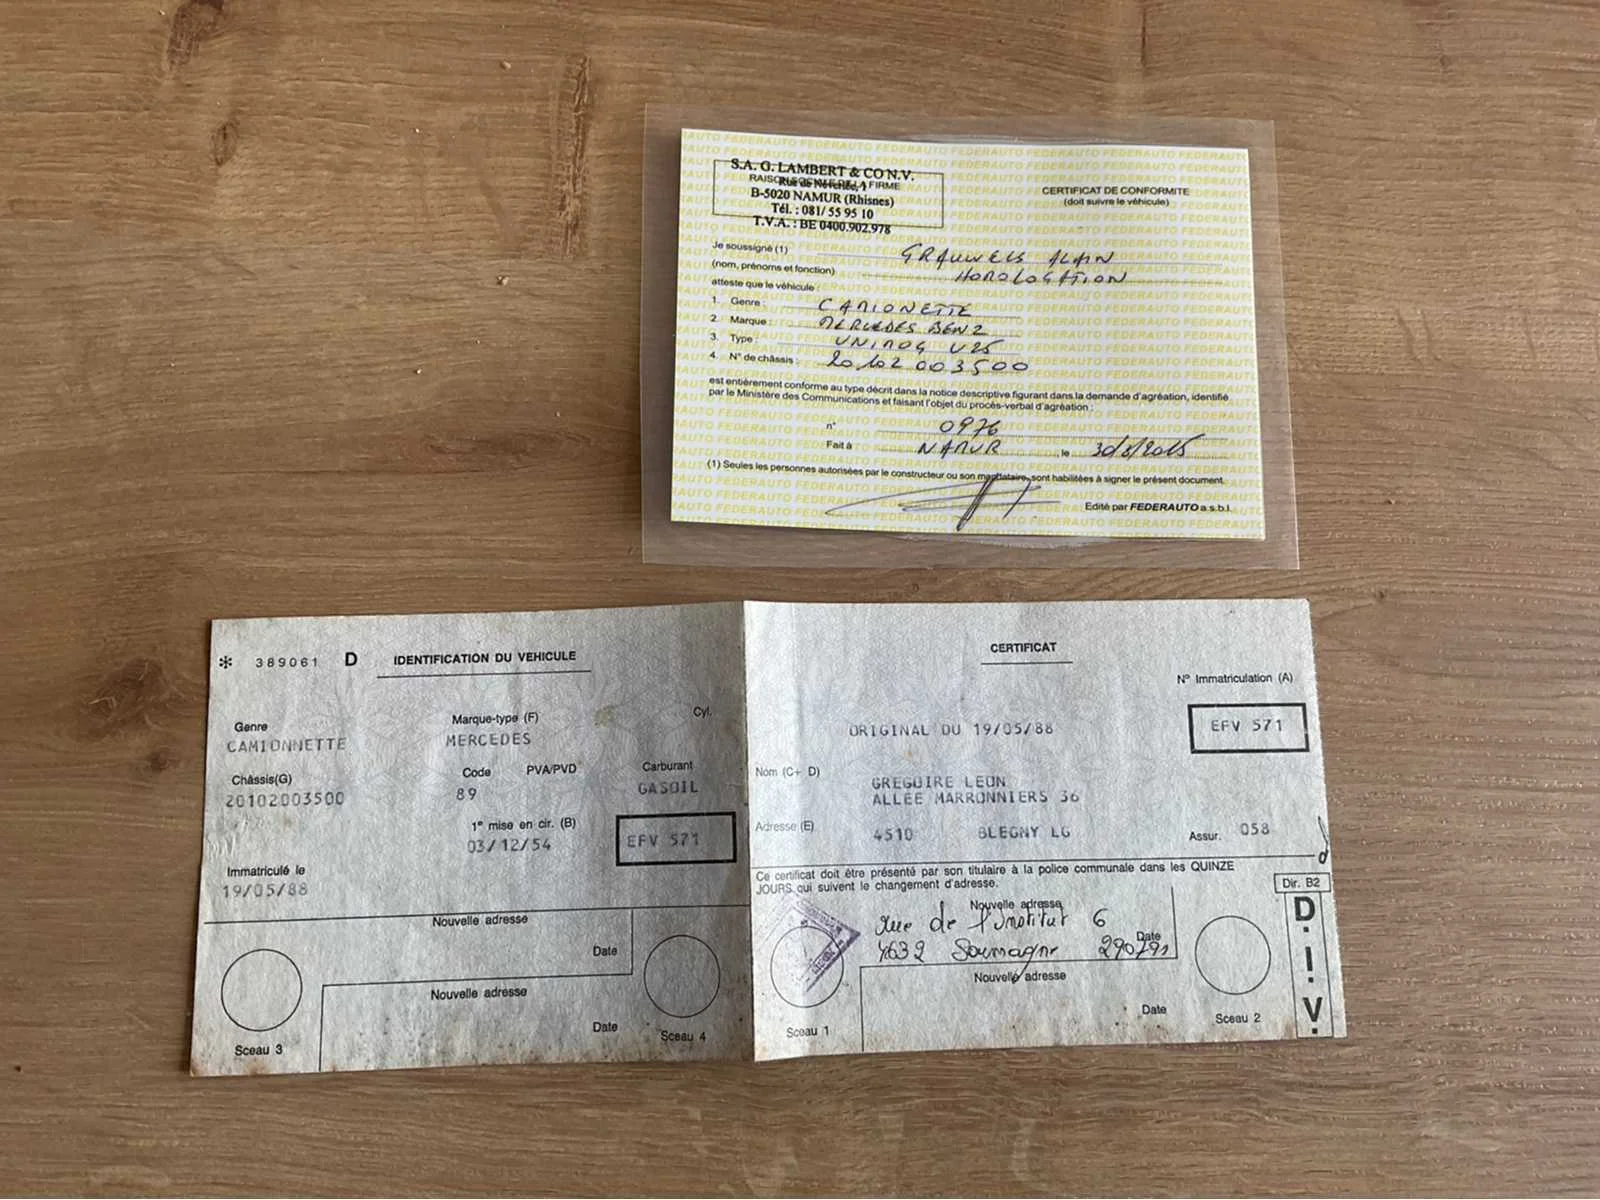 S.A. G. LAMBERT & CO N.V.
RAISON SOCIALE DE LA FIRME
B-5020 NAMUR (Rhisnes)
Tél. : 081/ 55 95 10
T.V.A. : BE 0400.902.978
CERTIFICAT DE CONFORMITE
(doit suivre le véhicule)
Je soussigné (1) GRAUWELS ALAIN
(nom, prénoms et fonction) HOMOLOGATION
atteste que le véhicule :
1. Genre : CAMIONETTE
2. Marque : MERCEDES BENZ
3. Type : UNIMOG U25
4. N° de châssis : 20102003500
est entièrement conforme au type décrit dans la notice descriptive figurant dans la demande d'agréation, identifié
par le Ministère des Communications et faisant l'objet du procès-verbal d'agréation :
n° 0976
Fait à NAMUR, le 30/8/2015
(1) Seules les personnes autorisées par le constructeur ou son mandataire, sont habilitées à signer le présent document.
Edité par FEDERAUTO a.s.b.l.
* 389061 D IDENTIFICATION DU VEHICULE
Genre Marque-type (F) Cyl.
CAMIONNETTE MERCEDES
Châssis(G) Code PVA/PVD Carburant
20102003500 89 GASOIL
1e mise en cir. (B)
03/12/54 EFV 571
Immatriculé le
19/05/88
Nouvelle adresse
Date
Nouvelle adresse
Date
Sceau 3 Sceau 4
CERTIFICAT
N° Immatriculation (A)
ORIGINAL DU 19/05/88 EFV 571
Nom (C+ D) GREGOIRE LEON
ALLÉE MARRONNIERS 36
Adresse (E) 4510 BLEGNY LG Assur. 058
Ce certificat doit être présenté par son titulaire à la police communale dans les QUINZE
JOURS qui suivent le changement d'adresse.
Dir. B2
Nouvelle adresse
rue de l'Institut 6
Date
4632 Soumagne 290791
Nouvelle adresse
Date
Sceau 1 Sceau 2
D.I.V.